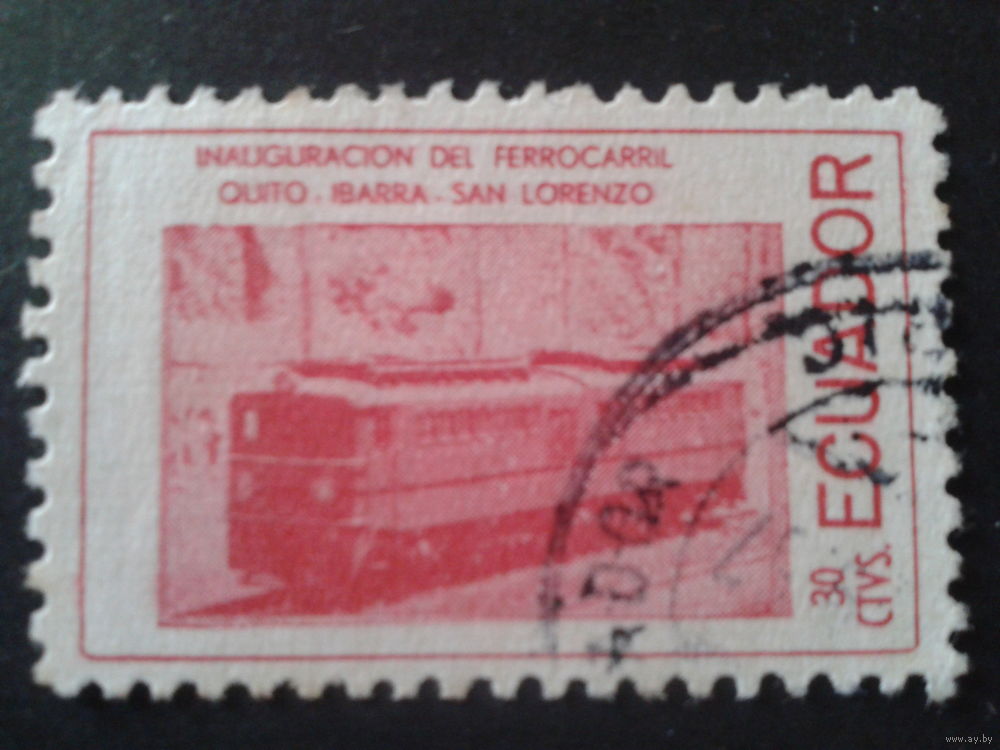 INAUGURACION DEL FERROCARRIL
QUITO - IBARRA - SAN LORENZO
ECUADOR
30
CTVS.
www.ay.by